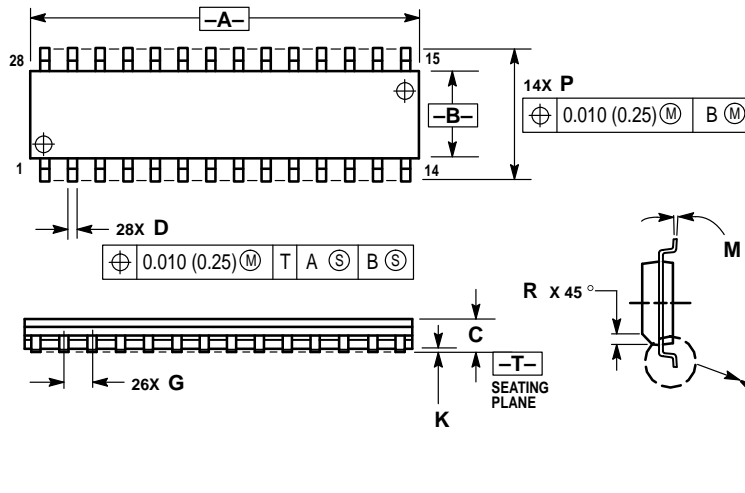 –A–
28
15
14X P
⌖ 0.010 (0.25) Ⓜ B Ⓜ
–B–
1
14
28X D
⌖ 0.010 (0.25) Ⓜ T A Ⓢ B Ⓢ
M
R X 45°
C
–T–
SEATING
PLANE
26X G
K